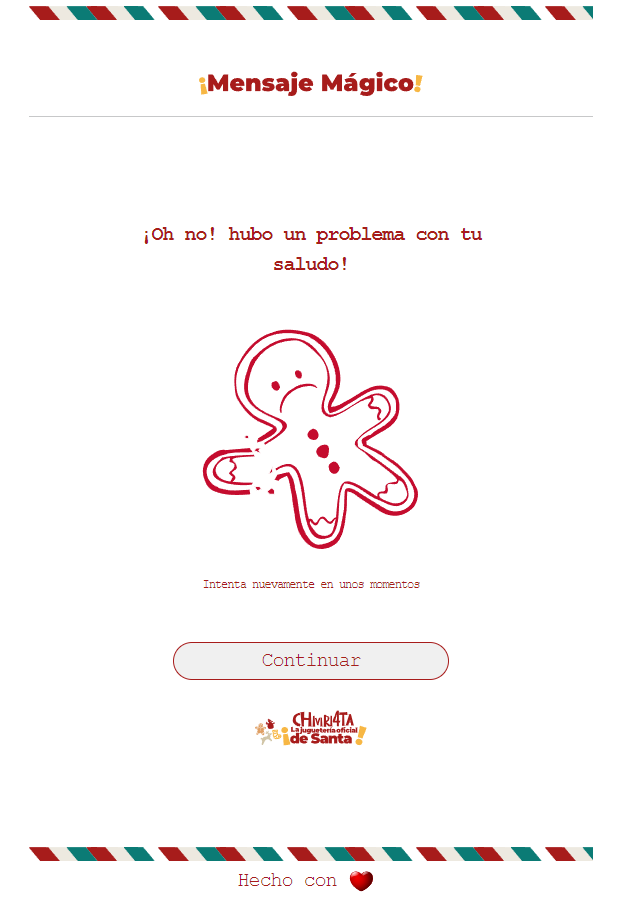 ¡Mensaje Mágico!
¡Oh no! hubo un problema con tu
saludo!
Intenta nuevamente en unos momentos
Continuar
CHIVIRI4TA
¡La juguetería oficial
de Santa!
Hecho con